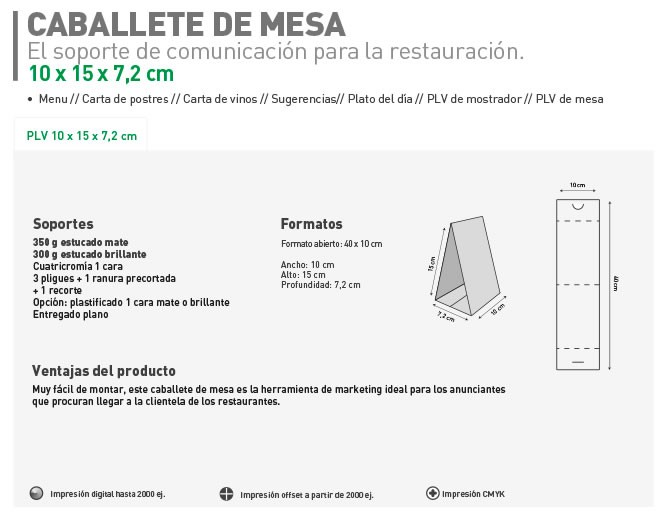 CABALLETE DE MESA
El soporte de comunicación para la restauración.
10 x 15 x 7,2 cm
• Menu // Carta de postres // Carta de vinos // Sugerencias// Plato del día // PLV de mostrador // PLV de mesa
PLV 10 x 15 x 7,2 cm
Soportes
350 g estucado mate
300 g estucado brillante
Cuatricromía 1 cara
3 pligues + 1 ranura precortada
+ 1 recorte
Opción: plastificado 1 cara mate o brillante
Entregado plano
Formatos
Formato abierto: 40 x 10 cm
Ancho: 10 cm
Alto: 15 cm
Profundidad: 7,2 cm
15 cm
7,2 cm
10 cm
10 cm
40 cm
Ventajas del producto
Muy fácil de montar, este caballete de mesa es la herramienta de marketing ideal para los anunciantes
que procuran llegar a la clientela de los restaurantes.
Impresión digital hasta 2000 ej.
Impresión offset a partir de 2000 ej.
Impresión CMYK